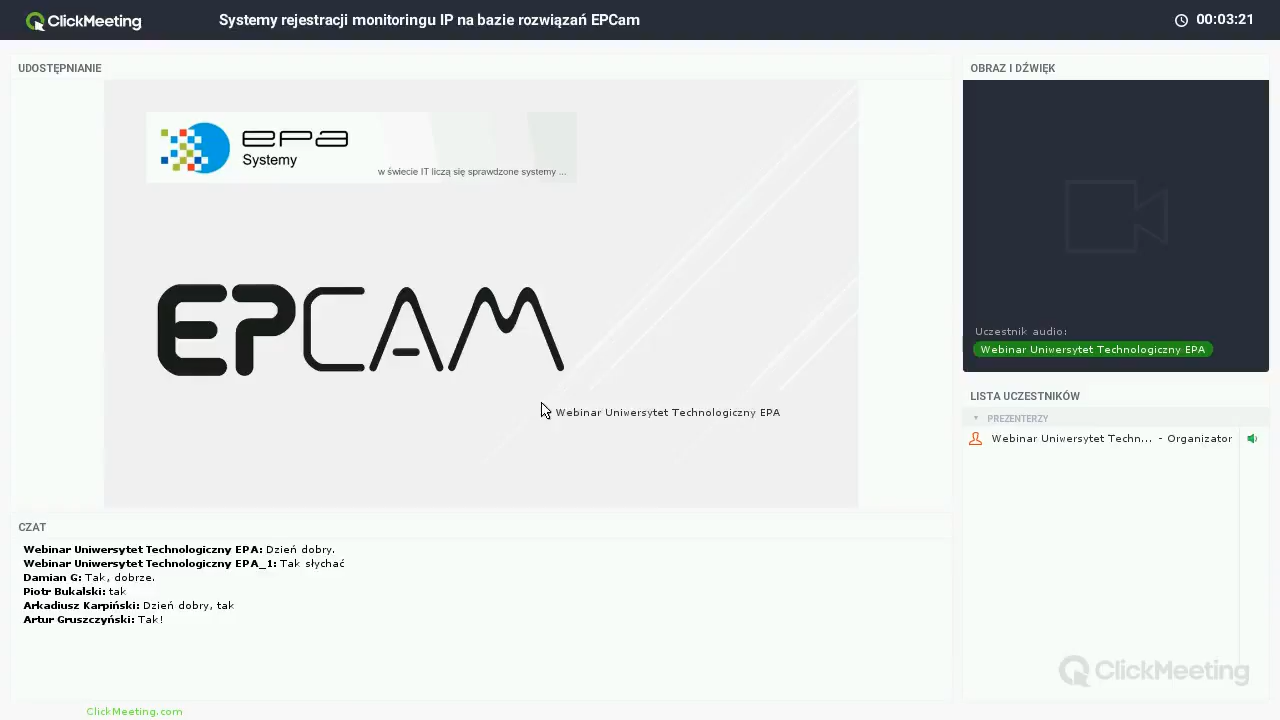 ClickMeeting
Systemy rejestracji monitoringu IP na bazie rozwiązań EPCam
00:03:21
UDOSTĘPNIANIE
epa
Systemy
w świecie IT liczą się sprawdzone systemy ...
EPCAM
Webinar Uniwersytet Technologiczny EPA
OBRAZ I DŹWIĘK
Uczestnik audio:
Webinar Uniwersytet Technologiczny EPA
LISTA UCZESTNIKÓW
PREZENTERZY
Webinar Uniwersytet Techn... - Organizator
CZAT
Webinar Uniwersytet Technologiczny EPA: Dzień dobry.
Webinar Uniwersytet Technologiczny EPA_1: Tak słychać
Damian G: Tak, dobrze.
Piotr Bukalski: tak
Arkadiusz Karpiński: Dzień dobry, tak
Artur Gruszczyński: Tak!
ClickMeeting
ClickMeeting.com